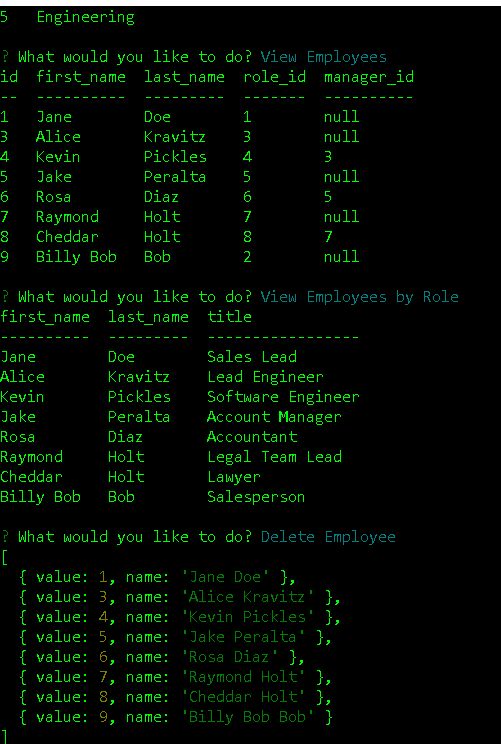 5   Engineering
? What would you like to do? View Employees
id  first_name  last_name  role_id  manager_id
--  ----------  ---------  -------  ----------
1   Jane        Doe        1        null
3   Alice       Kravitz    3        null
4   Kevin       Pickles    4        3
5   Jake        Peralta    5        null
6   Rosa        Diaz       6        5
7   Raymond     Holt       7        null
8   Cheddar     Holt       8        7
9   Billy Bob   Bob        2        null
? What would you like to do? View Employees by Role
first_name  last_name  title
----------  ---------  -----------------
Jane        Doe        Sales Lead
Alice       Kravitz    Lead Engineer
Kevin       Pickles    Software Engineer
Jake        Peralta    Account Manager
Rosa        Diaz       Accountant
Raymond     Holt       Legal Team Lead
Cheddar     Holt       Lawyer
Billy Bob   Bob        Salesperson
? What would you like to do? Delete Employee
[
  { value: 1, name: 'Jane Doe' },
  { value: 3, name: 'Alice Kravitz' },
  { value: 4, name: 'Kevin Pickles' },
  { value: 5, name: 'Jake Peralta' },
  { value: 6, name: 'Rosa Diaz' },
  { value: 7, name: 'Raymond Holt' },
  { value: 8, name: 'Cheddar Holt' },
  { value: 9, name: 'Billy Bob Bob' }
]